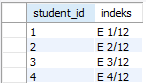 student_id indeks
1 E 1/12
2 E 2/12
3 E 3/12
4 E 4/12